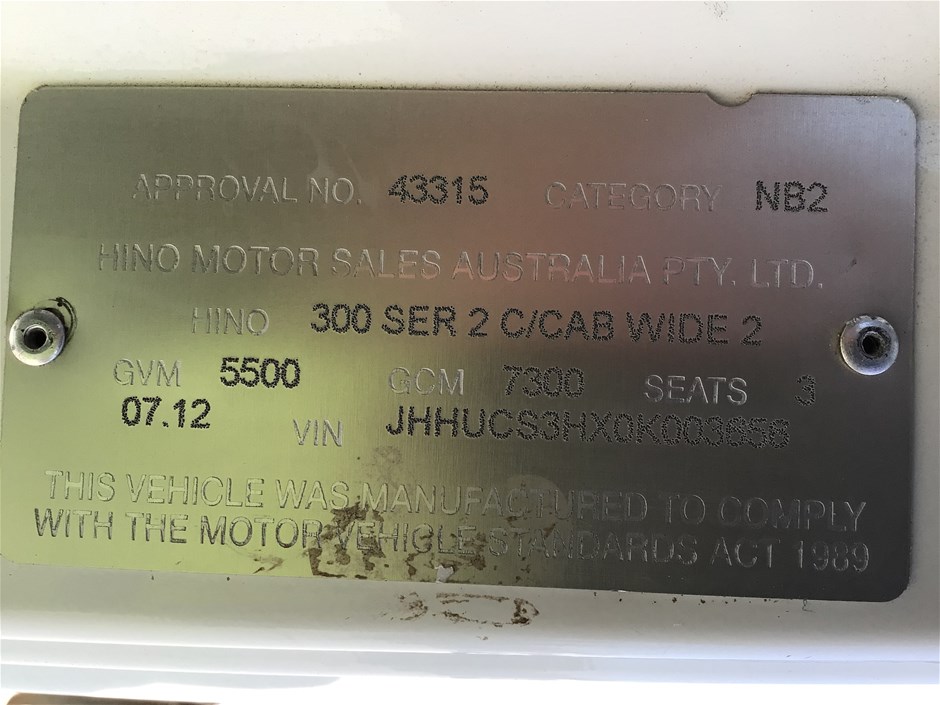 APPROVAL NO. 43315 CATEGORY NB2
HINO MOTOR SALES AUSTRALIA PTY. LTD.
HINO 300 SER 2 C/CAB WIDE 2
GVM 5500 GCM 7300 SEATS 3
07.12 VIN JHHUCS3HX0K003656
THIS VEHICLE WAS MANUFACTURED TO COMPLY
WITH THE MOTOR VEHICLE STANDARDS ACT 1989